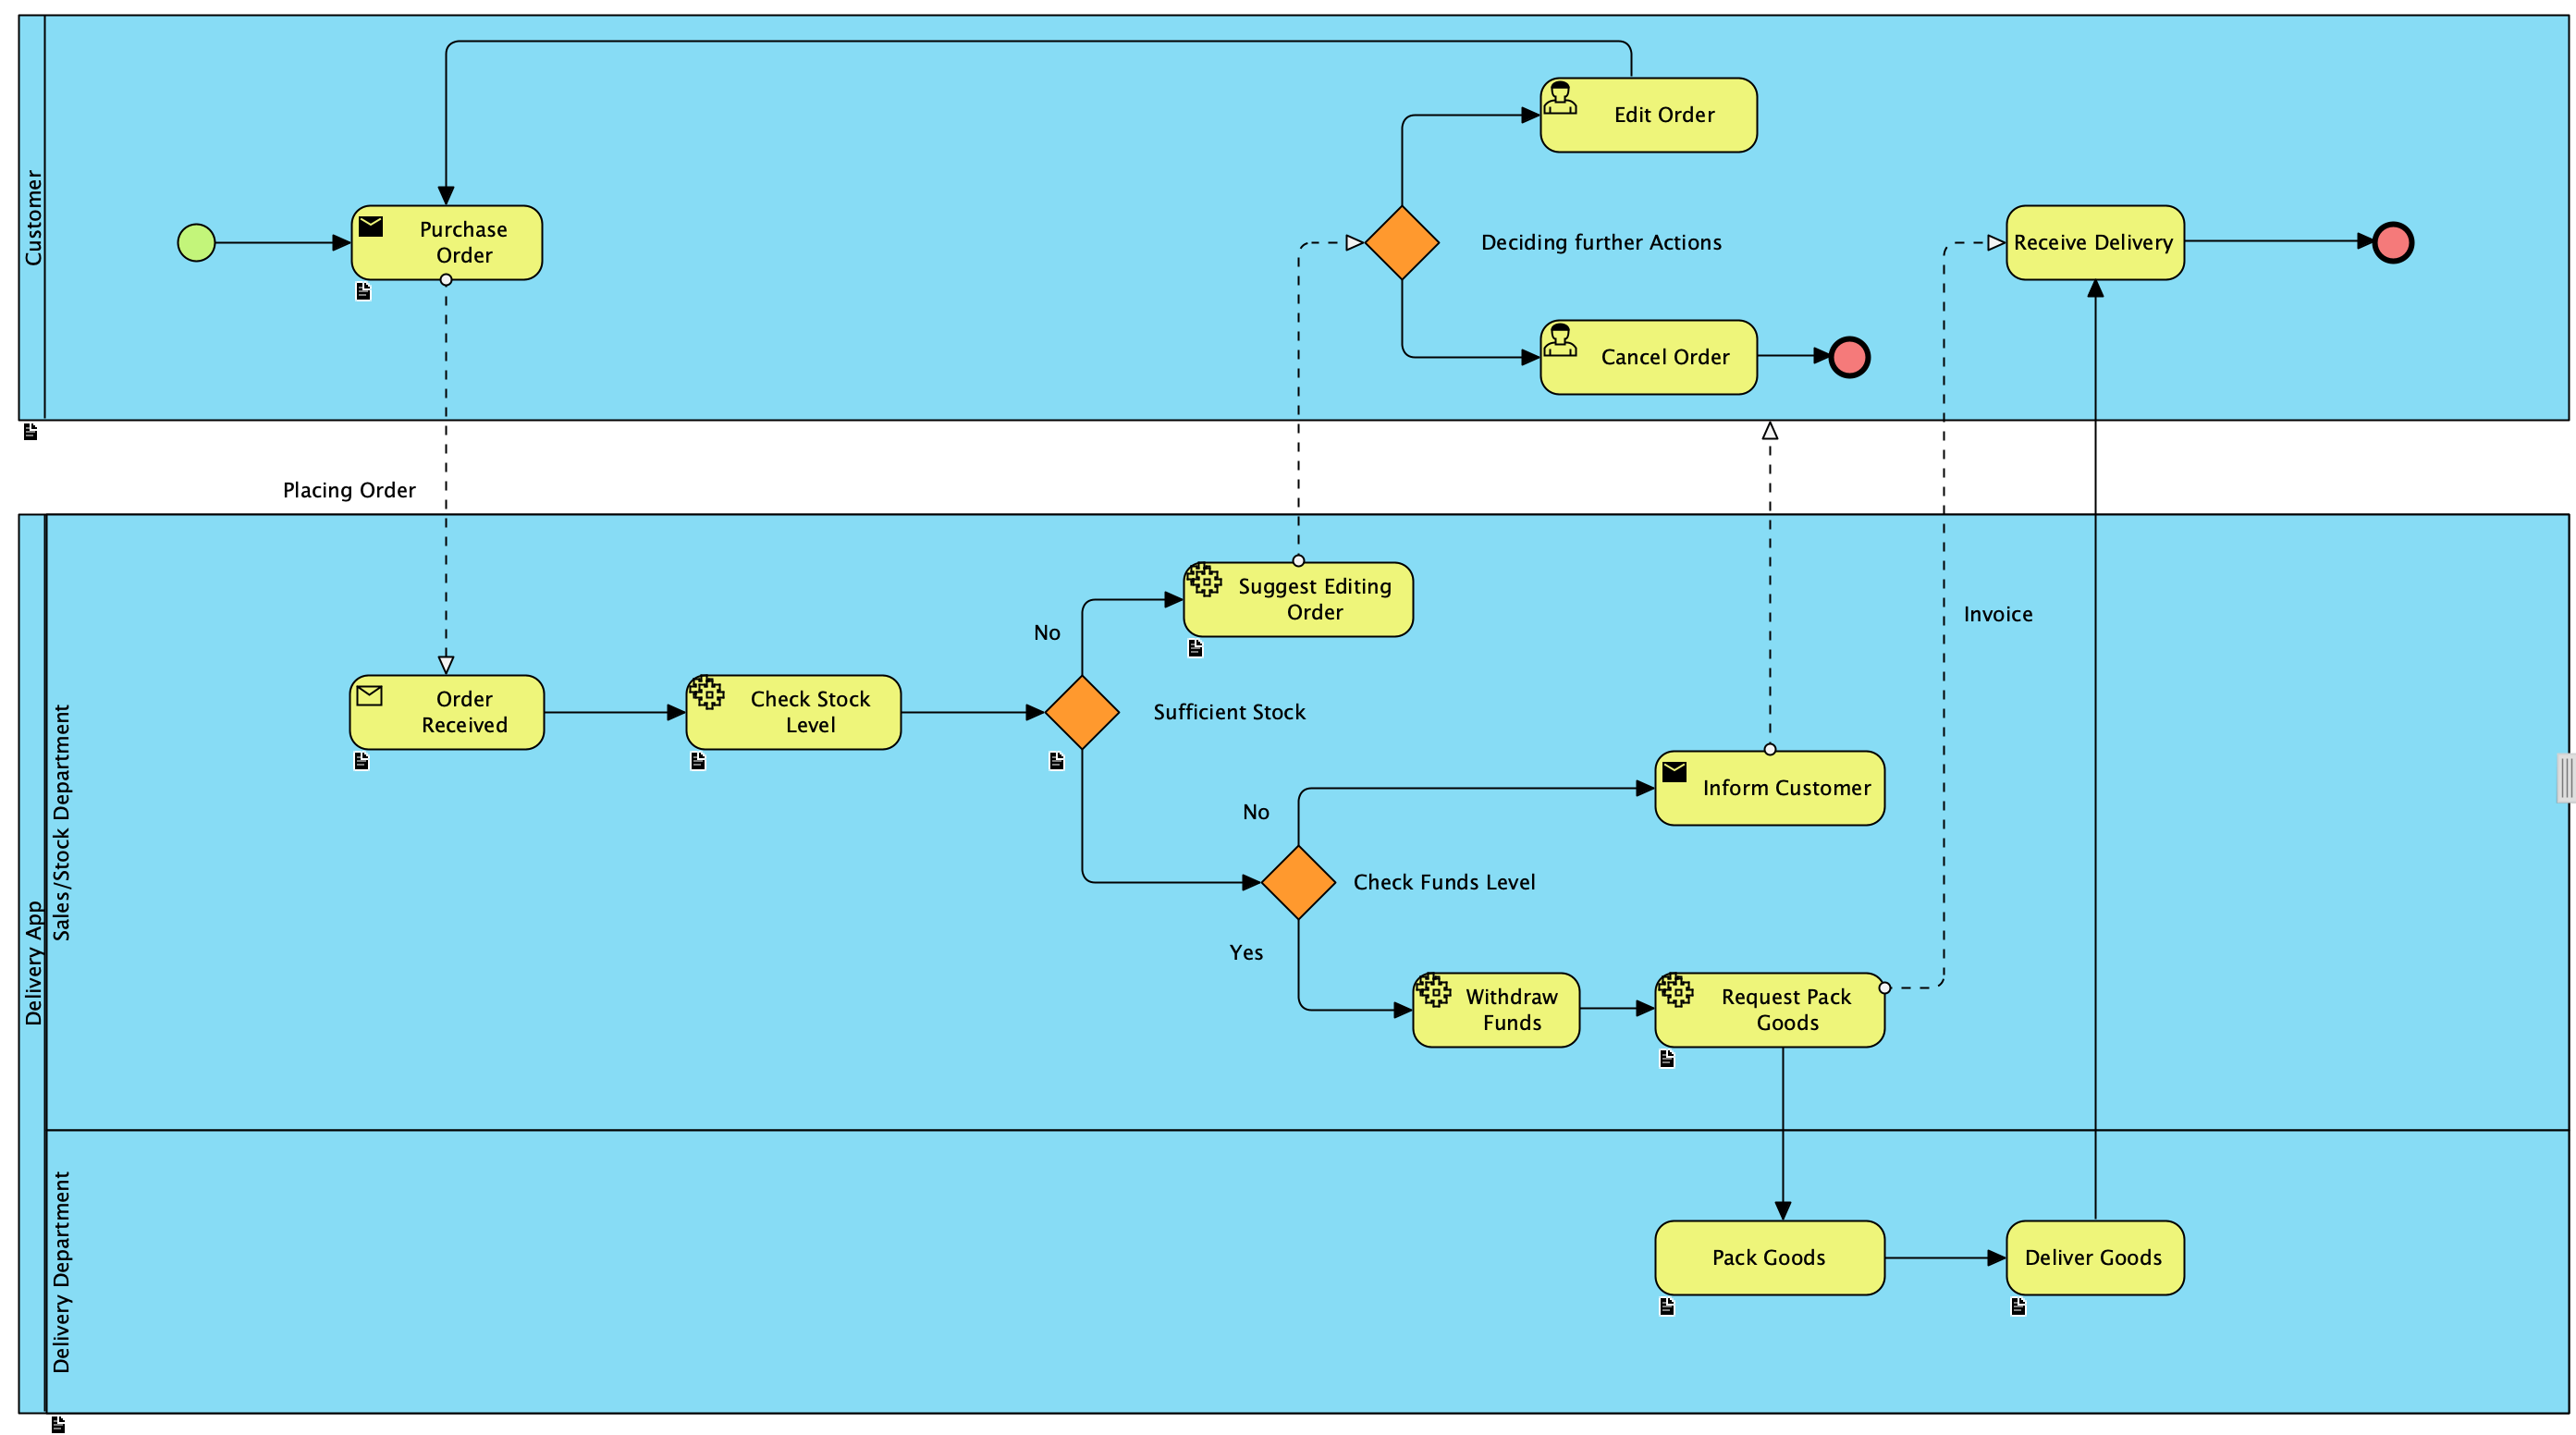 Customer
Edit Order
Purchase
Order
Deciding further Actions
Receive Delivery
Cancel Order
Placing Order
Delivery App
Sales/Stock Department
Suggest Editing
Order
Invoice
No
Order
Received
Check Stock
Level
Sufficient Stock
Inform Customer
No
Check Funds Level
Yes
Withdraw
Funds
Request Pack
Goods
Delivery Department
Pack Goods
Deliver Goods